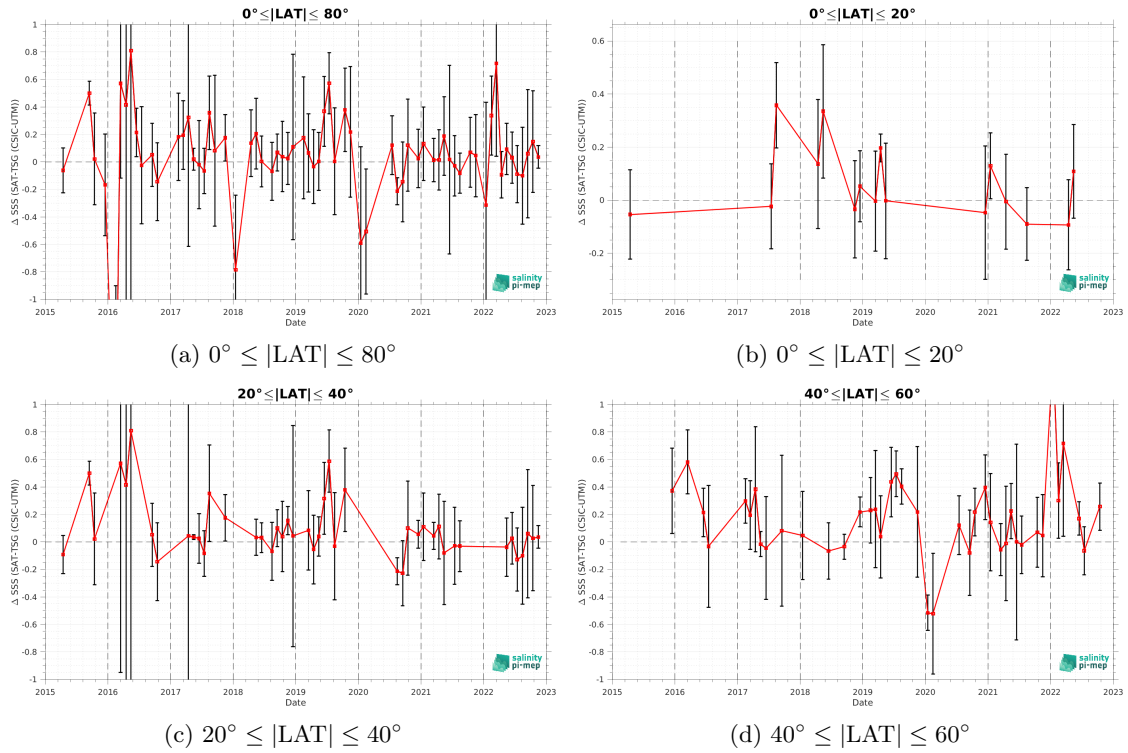 0°≤|LAT|≤ 80°
1
0.8
0.6
0.4
0.2
0
-0.2
-0.4
-0.6
-0.8
-1
Δ SSS (SAT-TSG (CSIC-UTM))
2015 2016 2017 2018 2019 2020 2021 2022 2023
Date
salinity
pi-mep
(a) 0° ≤ |LAT| ≤ 80°
0°≤|LAT|≤ 20°
0.6
0.4
0.2
0
-0.2
Δ SSS (SAT-TSG (CSIC-UTM))
2015 2016 2017 2018 2019 2020 2021 2022 2023
Date
salinity
pi-mep
(b) 0° ≤ |LAT| ≤ 20°
20°≤|LAT|≤ 40°
1
0.8
0.6
0.4
0.2
0
-0.2
-0.4
-0.6
-0.8
-1
Δ SSS (SAT-TSG (CSIC-UTM))
2015 2016 2017 2018 2019 2020 2021 2022 2023
Date
salinity
pi-mep
(c) 20° ≤ |LAT| ≤ 40°
40°≤|LAT|≤ 60°
1
0.8
0.6
0.4
0.2
0
-0.2
-0.4
-0.6
-0.8
-1
Δ SSS (SAT-TSG (CSIC-UTM))
2015 2016 2017 2018 2019 2020 2021 2022 2023
Date
salinity
pi-mep
(d) 40° ≤ |LAT| ≤ 60°